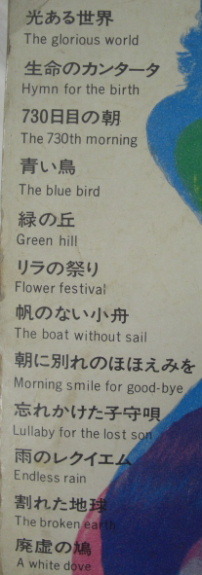 光ある世界
The glorious world
生命のカンタータ
Hymn for the birth
730日目の朝
The 730th morning
青い鳥
The blue bird
緑の丘
Green hill
リラの祭り
Flower festival
帆のない小舟
The boat without sail
朝に別れのほほえみを
Morning smile for good-bye
忘れかけた子守唄
Lullaby for the lost son
雨のレクイエム
Endless rain
割れた地球
The broken earth
廃虚の鳩
A white dove